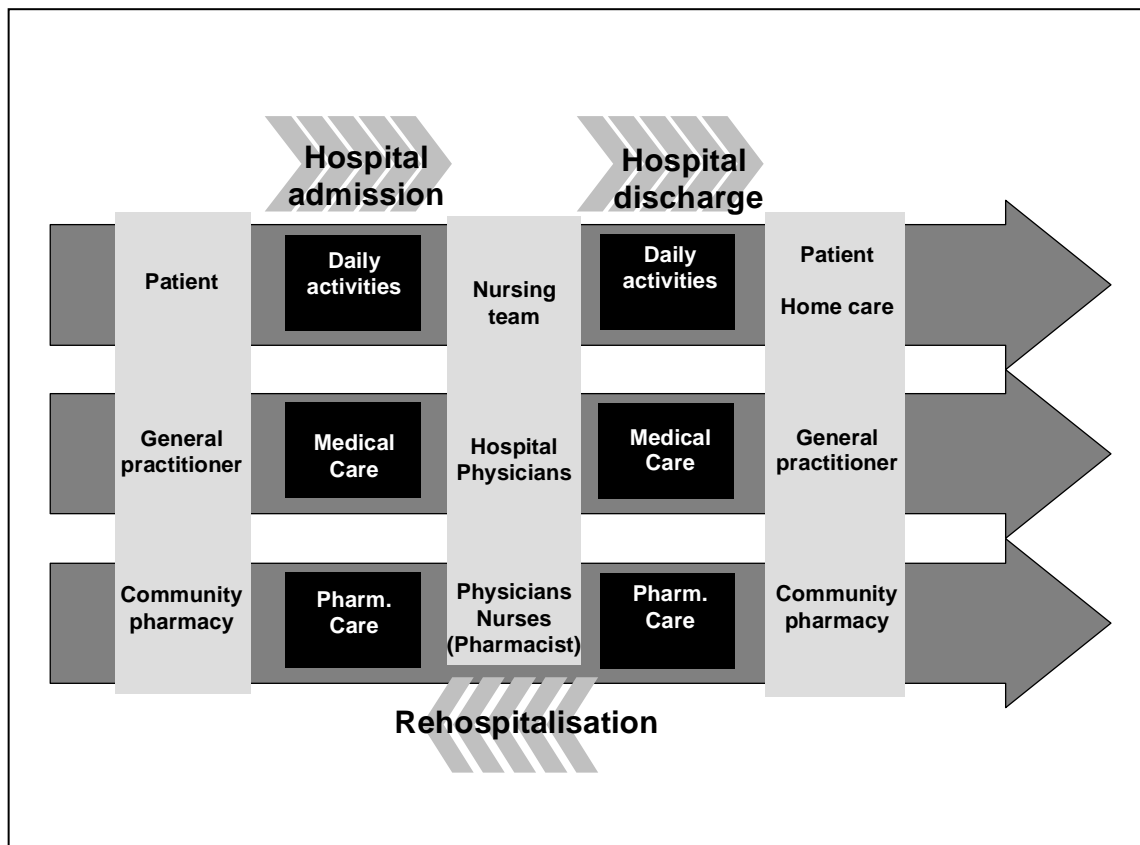 Hospital
admission
Hospital
discharge
Patient
Daily
activities
Nursing
team
Daily
activities
Patient
Home care
General
practitioner
Medical
Care
Hospital
Physicians
Medical
Care
General
practitioner
Community
pharmacy
Pharm.
Care
Physicians
Nurses
(Pharmacist)
Pharm.
Care
Community
pharmacy
Rehospitalisation